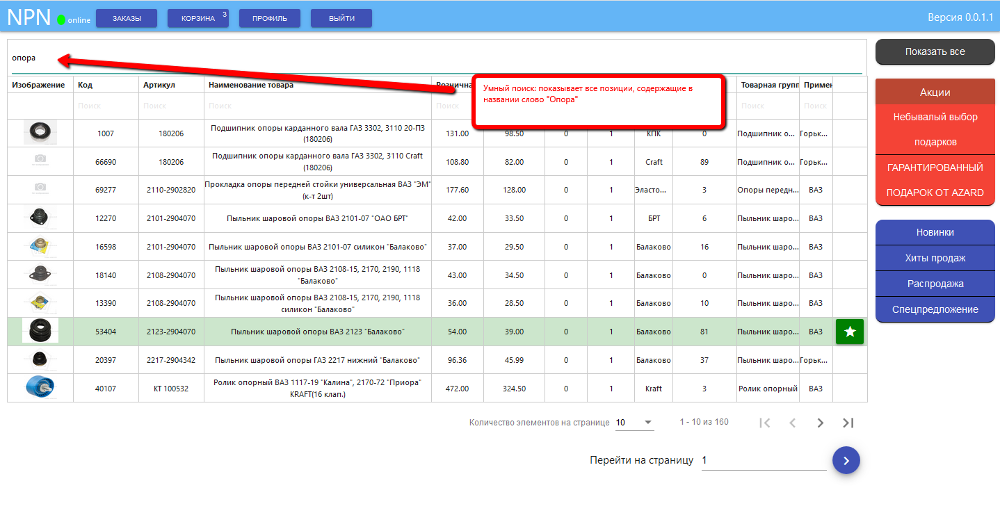 NPN online ЗАКАЗЫ КОРЗИНА 3 ПРОФИЛЬ ВЫЙТИ Версия 0.0.1.1
опора
Показать все
Умный поиск: показывает все позиции, содержащие в
названии слово "Опора"
Изображение Код Артикул Наименование товара Рознична Товарная групп Примен
Поиск Поиск Поиск Поиск Поиск Поиск
1007 180206 Подшипник опоры карданного вала ГАЗ 3302, 3110 20-ПЗ
(180206) 131.00 98.50 0 1 КПК 0 Подшипник о... Горьк...
66690 180206 Подшипник опоры карданного вала ГАЗ 3302, 3110 Craft
(180206) 108.80 82.00 0 1 Craft 89 Подшипник о... Горьк...
69277 2110-2902820 Прокладка опоры передней стойки универсальная ВАЗ "ЭМ"
(к-т 2шт) 177.60 128.00 0 1 Эласто... 3 Опоры передн... ВАЗ
12270 2101-2904070 Пыльник шаровой опоры ВАЗ 2101-07 "ОАО БРТ" 42.00 33.50 0 1 БРТ 6 Пыльник шаро... ВАЗ
16598 2101-2904070 Пыльник шаровой опоры ВАЗ 2101-07 силикон "Балаково" 37.00 29.50 0 1 Балаково 16 Пыльник шаро... ВАЗ
18140 2108-2904070 Пыльник шаровой опоры ВАЗ 2108-15, 2170, 2190, 1118
"Балаково" 43.00 34.50 0 1 Балаково 0 Пыльник шаро... ВАЗ
13390 2108-2904070 Пыльник шаровой опоры ВАЗ 2108-15, 2170, 2190, 1118
силикон "Балаково" 36.00 28.50 0 1 Балаково 10 Пыльник шаро... ВАЗ
53404 2123-2904070 Пыльник шаровой опоры ВАЗ 2123 "Балаково" 54.00 39.00 0 1 Балаково 81 Пыльник шаро... ВАЗ
20397 2217-2904342 Пыльник шаровой опоры ГАЗ 2217 нижний "Балаково" 96.36 45.99 0 1 Балаково 37 Пыльник шаро... Горьк...
40107 КТ 100532 Ролик опорный ВАЗ 1117-19 "Калина", 2170-72 "Приора"
KRAFT(16 клап.) 472.00 324.50 0 1 Kraft 3 Ролик опорный ВАЗ
Количество элементов на странице 10 1 - 10 из 160
Перейти на страницу 1
Акции
Небывалый выбор
подарков
ГАРАНТИРОВАННЫЙ
ПОДАРОК ОТ AZARD
Новинки
Хиты продаж
Распродажа
Спецпредложение